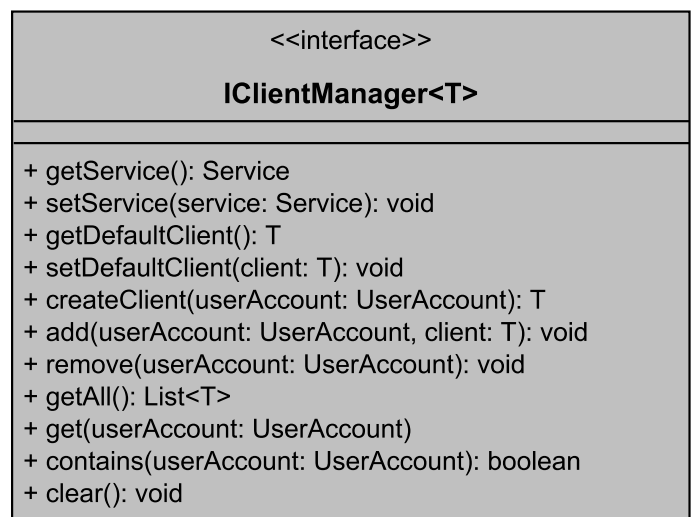 <<interface>>
IClientManager<T>
+ getService(): Service
+ setService(service: Service): void
+ getDefaultClient(): T
+ setDefaultClient(client: T): void
+ createClient(userAccount: UserAccount): T
+ add(userAccount: UserAccount, client: T): void
+ remove(userAccount: UserAccount): void
+ getAll(): List<T>
+ get(userAccount: UserAccount)
+ contains(userAccount: UserAccount): boolean
+ clear(): void